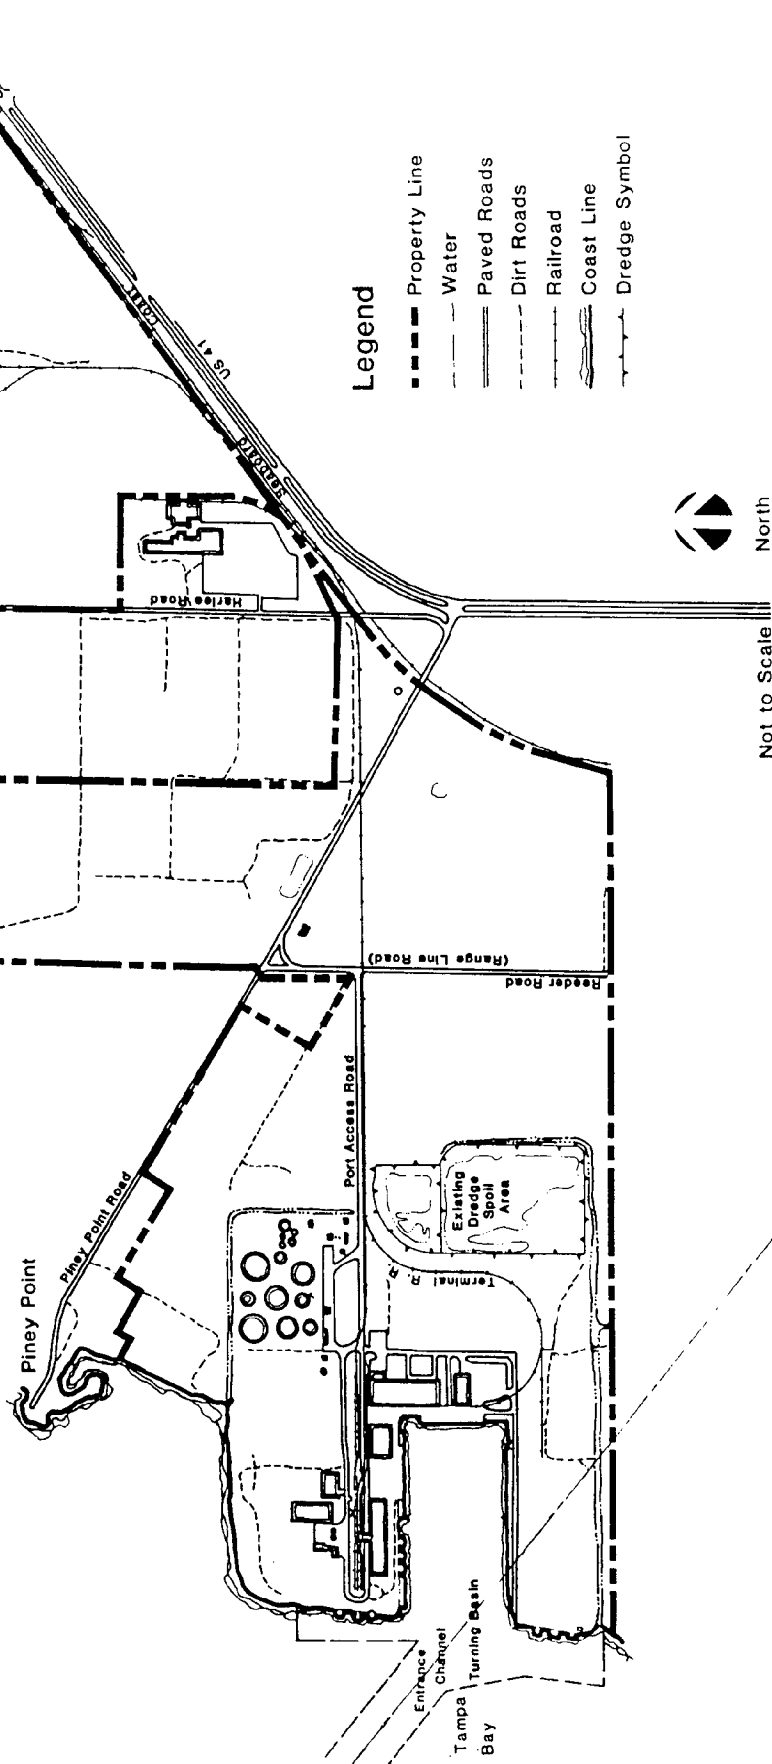 Piney Point
Piney Point Road
Port Access Road
Harlee Road
US 41
Seaboard
Coast
Reeder Road
(Range Line Road)
Existing
Dredge
Spoil
Area
Terminal R. R.
Entrance
Channel
Turning Basin
Tampa
Bay
Legend
Property Line
Water
Paved Roads
Dirt Roads
Railroad
Coast Line
Dredge Symbol
North
Not to Scale